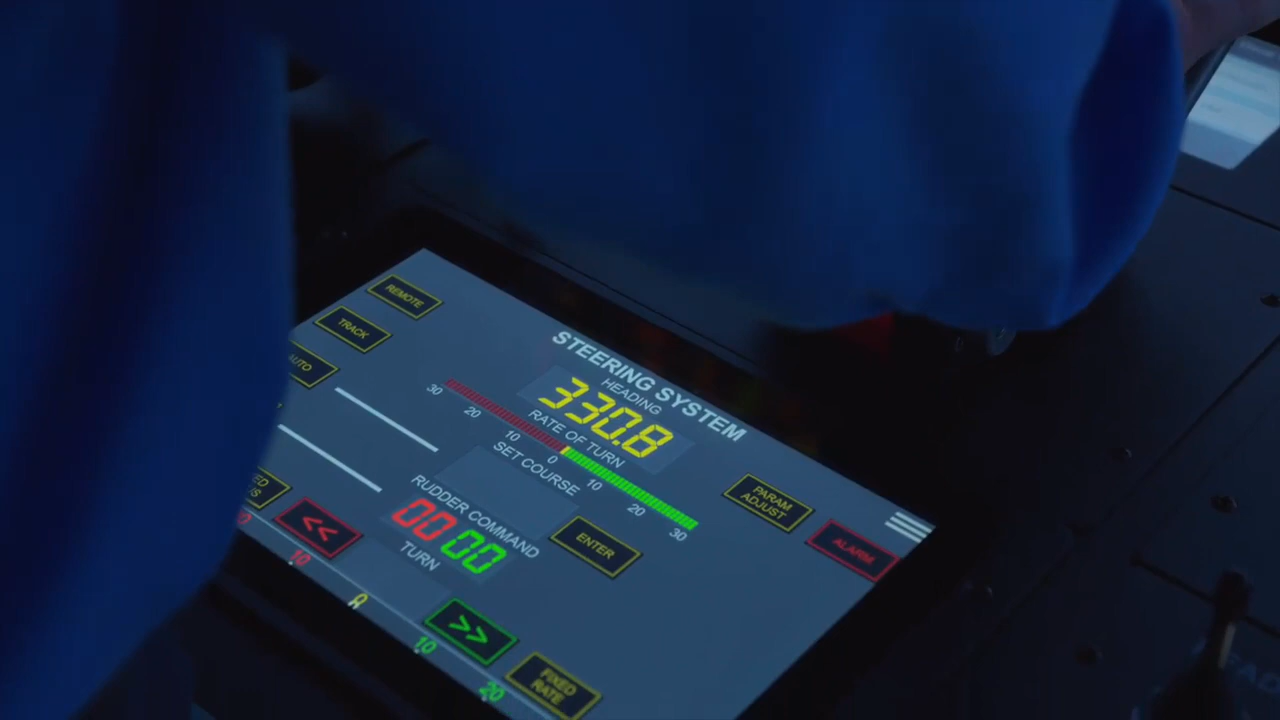 REMOTE
TRACK
AUTO
STEERING SYSTEM
HEADING
330.8
RATE OF TURN
30 20 10 0 10 20 30
SET COURSE
RUDDER COMMAND
00 00
TURN
ENTER
PARAM
ADJUST
ALARM
<<
>>
10
10
20
FIXED
RATE